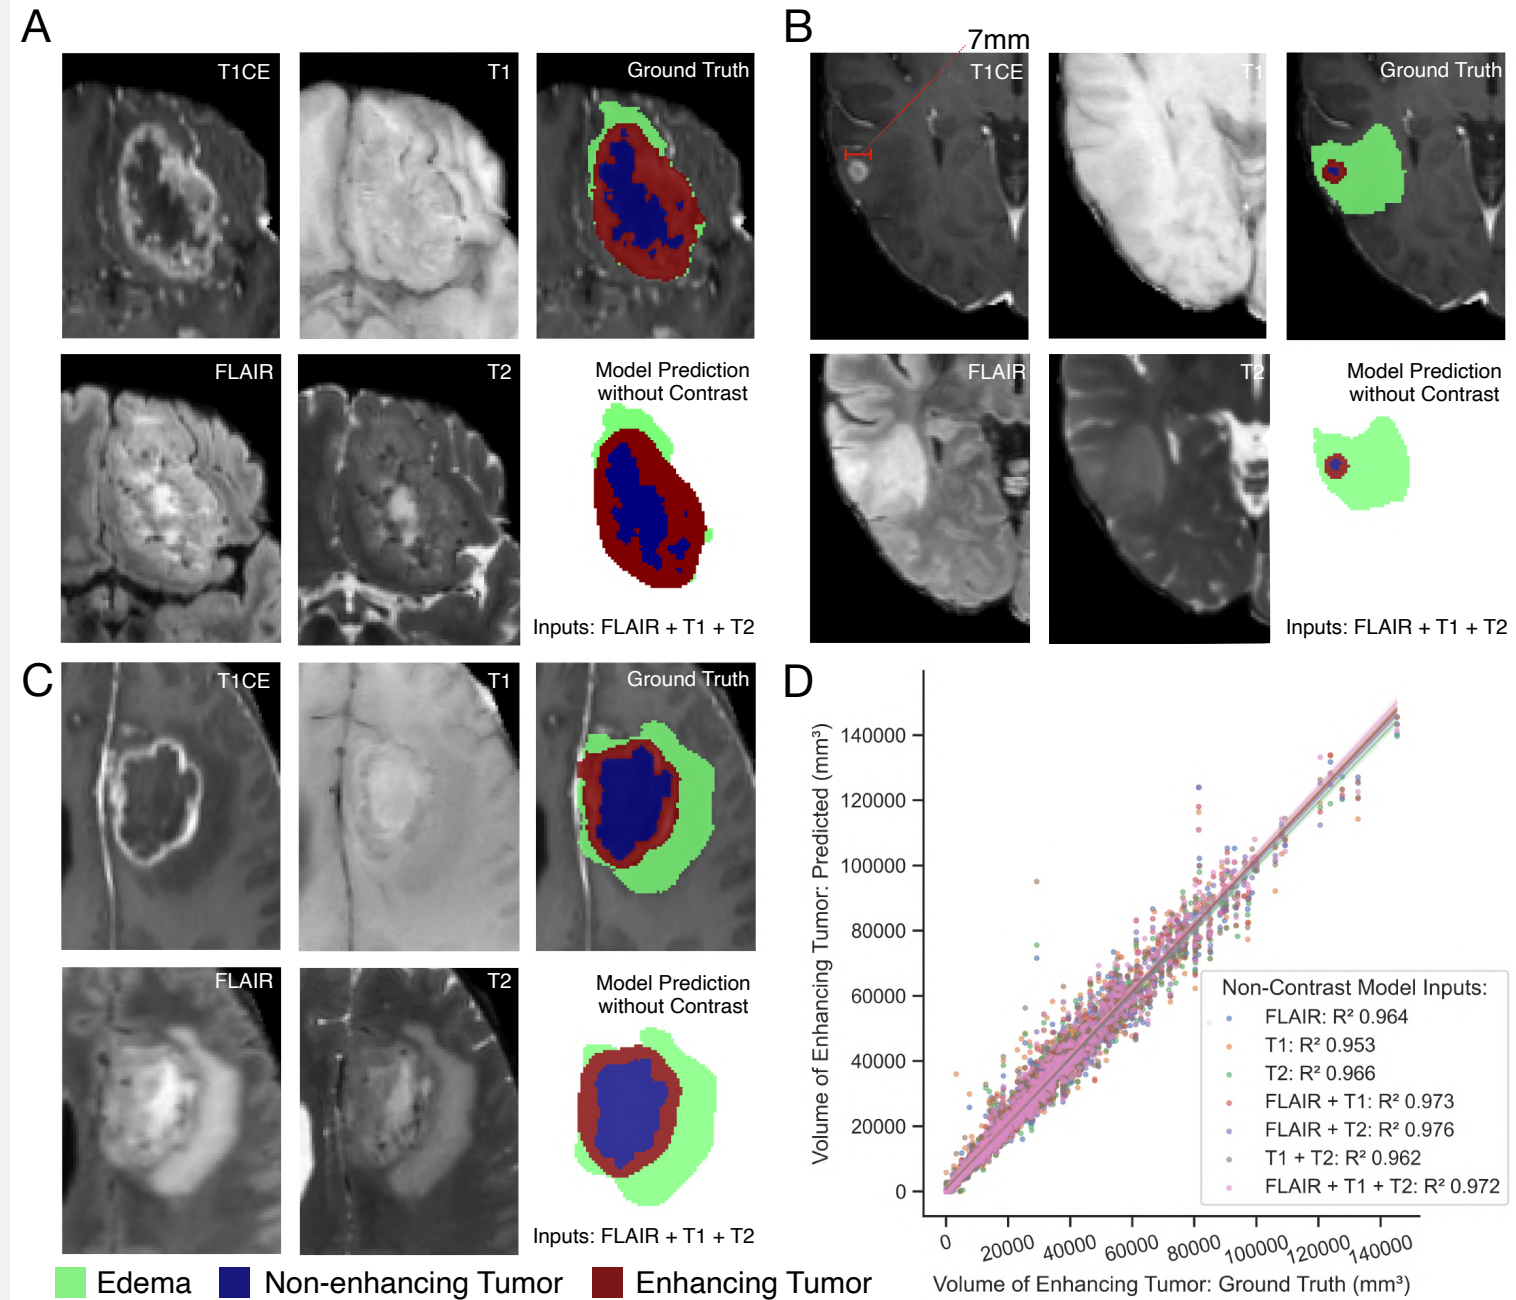 A
T1CE
T1
Ground Truth
FLAIR
T2
Model Prediction
without Contrast
Inputs: FLAIR + T1 + T2
B
7mm
T1CE
T1
Ground Truth
FLAIR
T2
Model Prediction
without Contrast
Inputs: FLAIR + T1 + T2
C
T1CE
T1
Ground Truth
FLAIR
T2
Model Prediction
without Contrast
Inputs: FLAIR + T1 + T2
Edema
Non-enhancing Tumor
Enhancing Tumor
D
Volume of Enhancing Tumor: Predicted (mm³)
140000
120000
100000
80000
60000
40000
20000
0
Non-Contrast Model Inputs:
FLAIR: R² 0.964
T1: R² 0.953
T2: R² 0.966
FLAIR + T1: R² 0.973
FLAIR + T2: R² 0.976
T1 + T2: R² 0.962
FLAIR + T1 + T2: R² 0.972
0 20000 40000 60000 80000 100000 120000 140000
Volume of Enhancing Tumor: Ground Truth (mm³)